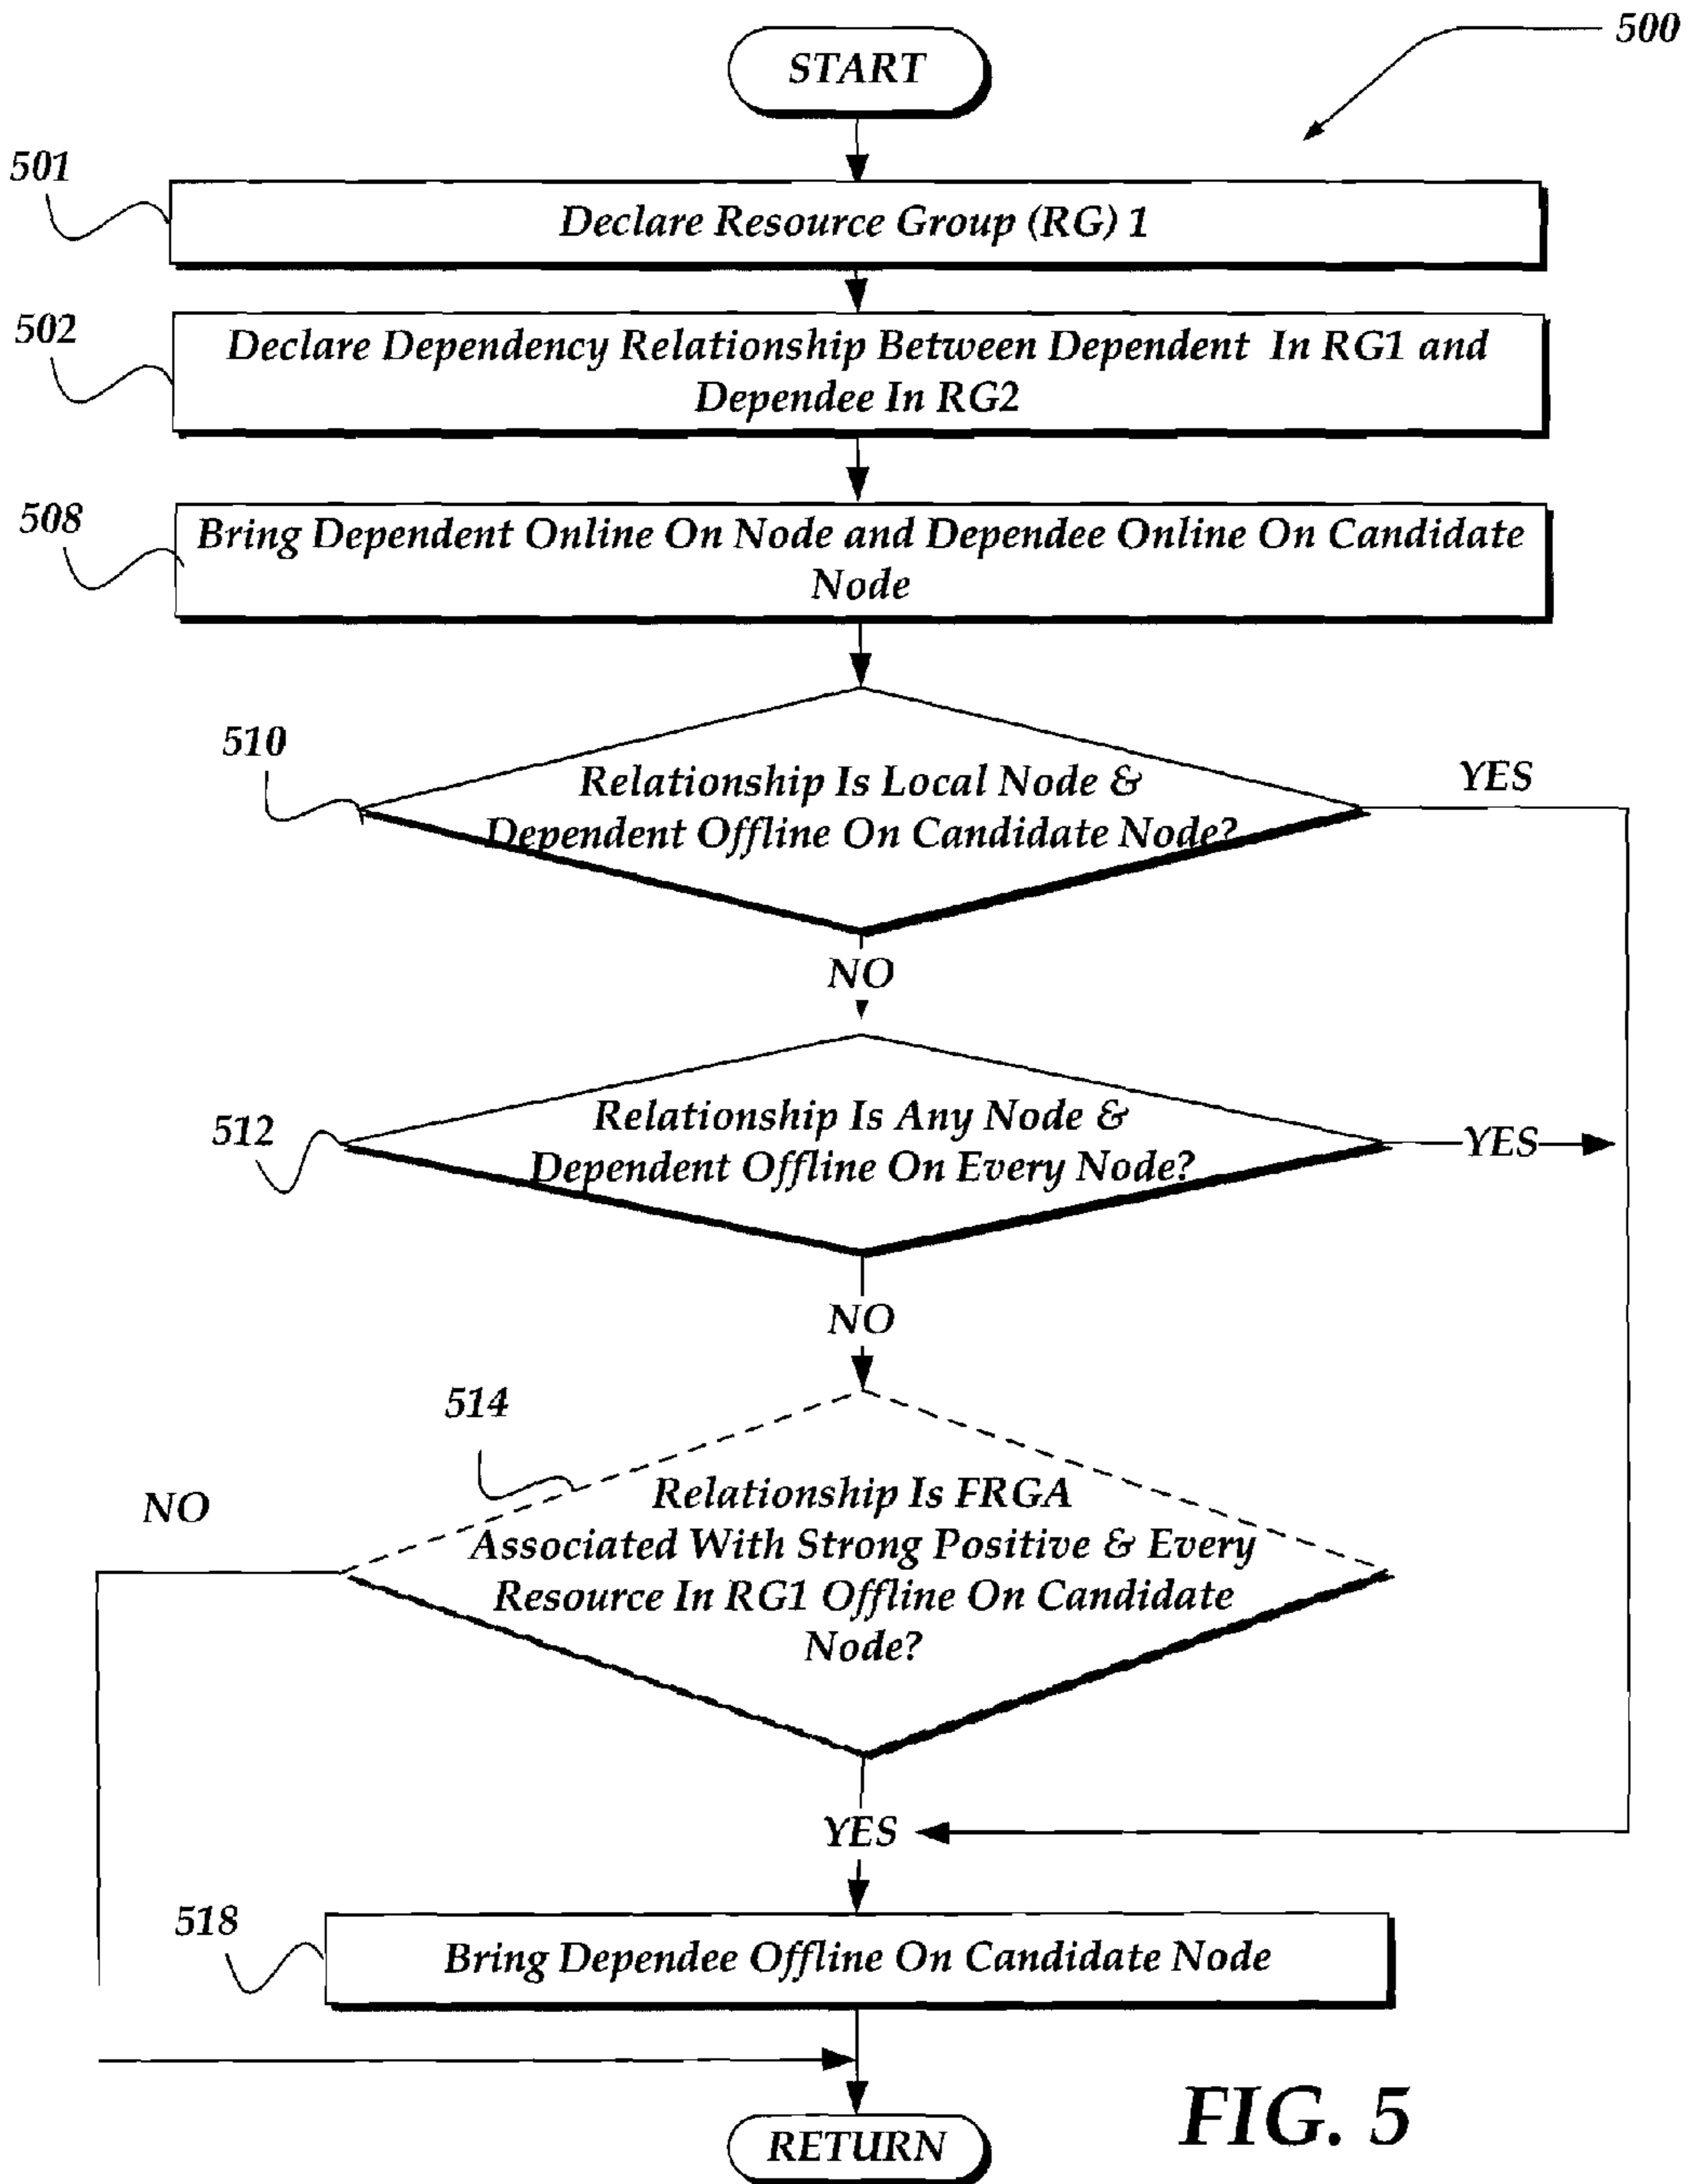 500
START
501
Declare Resource Group (RG) 1
502
Declare Dependency Relationship Between Dependent In RG1 and
Dependee In RG2
508
Bring Dependent Online On Node and Dependee Online On Candidate
Node
510
Relationship Is Local Node &
Dependent Offline On Candidate Node?
YES
NO
512
Relationship Is Any Node &
Dependent Offline On Every Node?
YES
NO
514
NO
Relationship Is FRGA
Associated With Strong Positive & Every
Resource In RG1 Offline On Candidate
Node?
YES
518
Bring Dependee Offline On Candidate Node
RETURN
FIG. 5